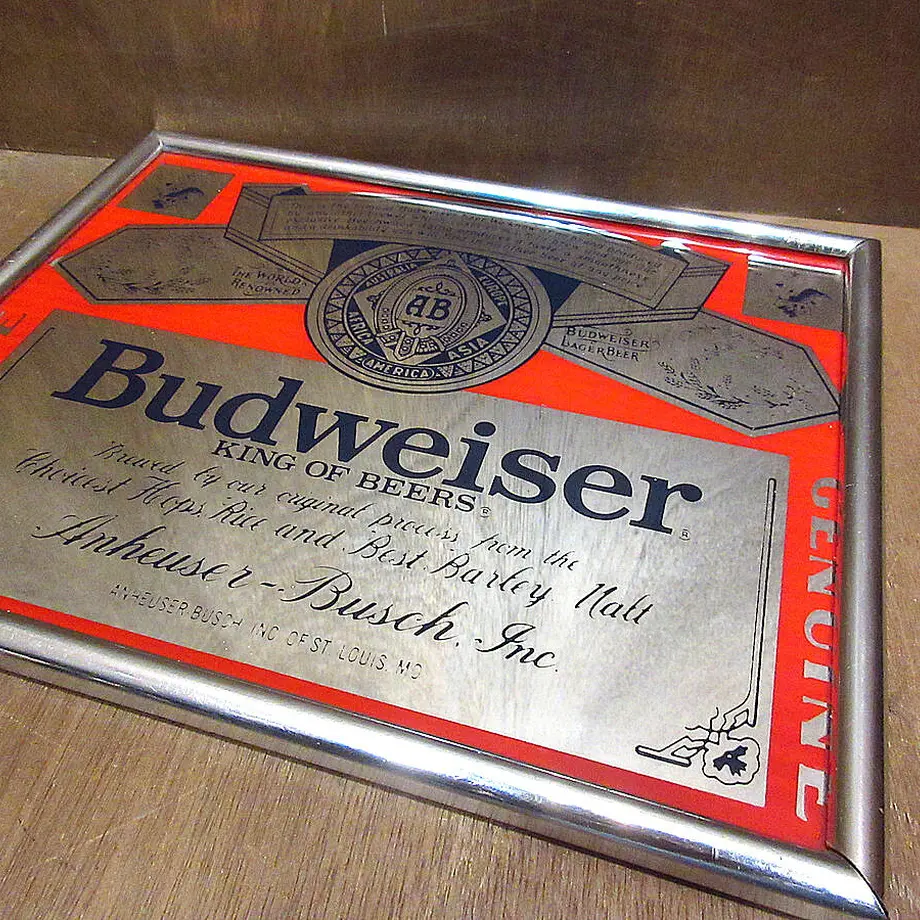 THE WORLD RENOWNED
AUSTRALIA
EUROPE
AFRICA
ASIA
AMERICA
AB
BUDWEISER
LAGER BEER
Budweiser®
KING OF BEERS®
Brewed by our original process from the
Choicest Hops, Rice and Best Barley Malt
Anheuser-Busch, Inc.
ANHEUSER-BUSCH INC OF ST LOUIS, MO
GENUINE